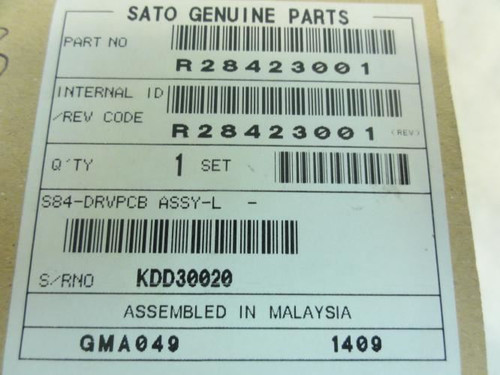 SATO GENUINE PARTS
PART NO
R28423001
INTERNAL ID
/REV CODE
R28423001 (REV)
Q'TY 1 SET
S84-DRVPCB ASSY-L -
S/RNO KDD30020
ASSEMBLED IN MALAYSIA
GMA049 1409